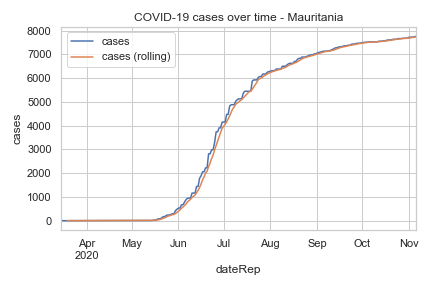 COVID-19 cases over time - Mauritania
cases
cases (rolling)
8000
7000
6000
5000
4000
3000
2000
1000
0
cases
Apr
2020
May
Jun
Jul
Aug
Sep
Oct
Nov
dateRep